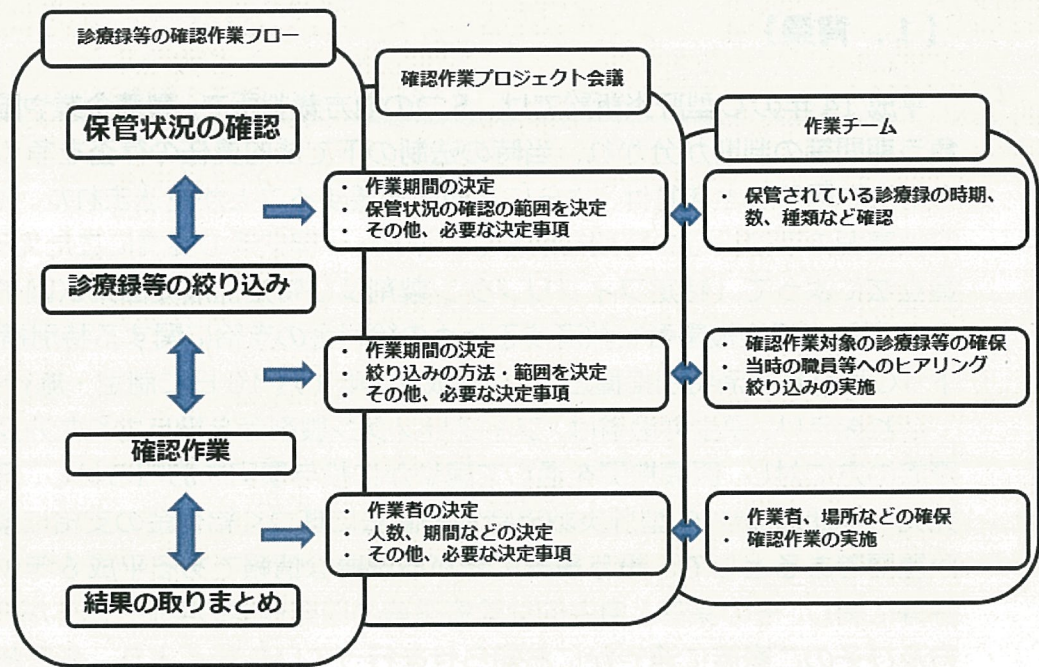 診療録等の確認作業フロー
保管状況の確認
診療録等の絞り込み
確認作業
結果の取りまとめ
確認作業プロジェクト会議
・ 作業期間の決定
・ 保管状況の確認の範囲を決定
・ その他、必要な決定事項
・ 作業期間の決定
・ 絞り込みの方法・範囲を決定
・ その他、必要な決定事項
・ 作業者の決定
・ 人数、期間などの決定
・ その他、必要な決定事項
作業チーム
・ 保管されている診療録の時期、
数、種類など確認
・ 確認作業対象の診療録等の確保
・ 当時の職員等へのヒアリング
・ 絞り込みの実施
・ 作業者、場所などの確保
・ 確認作業の実施